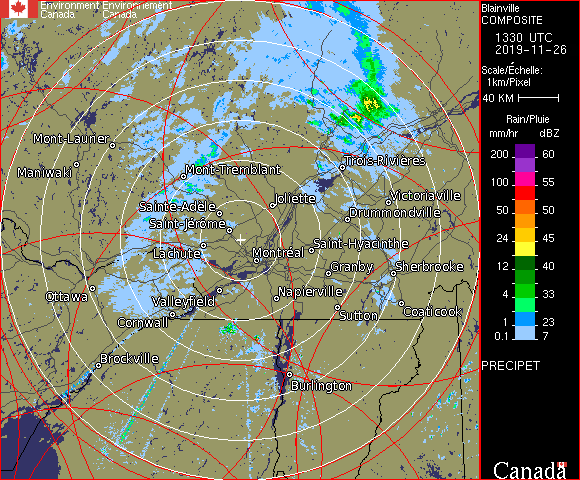 Environment Environnement
Canada Canada
Mont-Laurier
Maniwaki
Mont-Tremblant
Trois-Rivières
Joliette
Victoriaville
Sainte-Adèle
Drummondville
Saint-Jérôme
Saint-Hyacinthe
Lachute
Montréal
Granby
Sherbrooke
Ottawa
Valleyfield
Napierville
Cornwall
Sutton
Coaticook
Brockville
Burlington
Blainville
COMPOSITE
1330 UTC
2019-11-26
Scale/Échelle:
1km/Pixel
40 KM
Rain/Pluie
mm/hr dBZ
200 60
100 55
50 50
24 45
12 40
4 33
1 23
0.1 7
PRECIPET
Canada